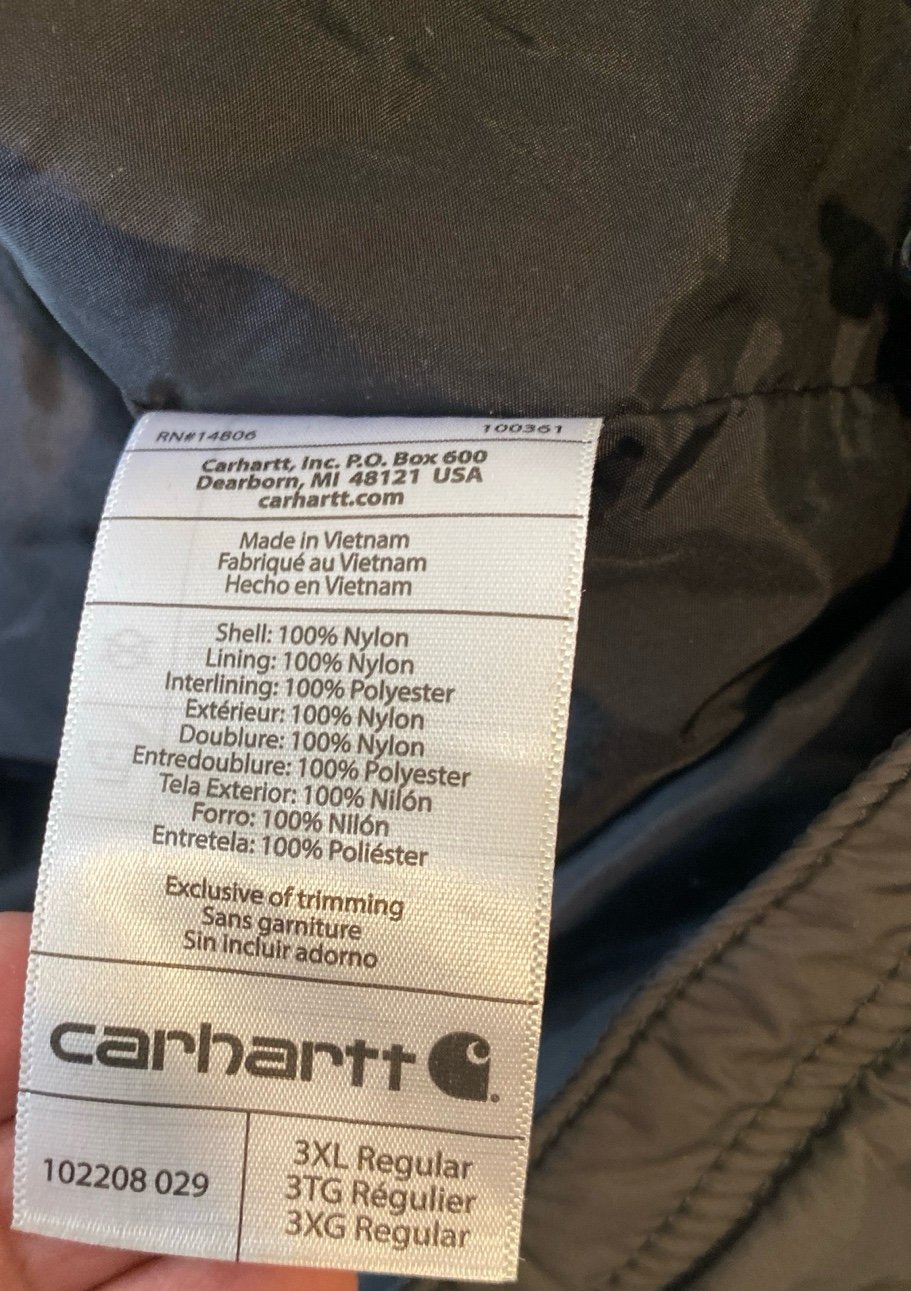 RN#14806 100361
Carhartt, Inc. P.O. Box 600
Dearborn, MI 48121 USA
carhartt.com
Made in Vietnam
Fabriqué au Vietnam
Hecho en Vietnam
Shell: 100% Nylon
Lining: 100% Nylon
Interlining: 100% Polyester
Extérieur: 100% Nylon
Doublure: 100% Nylon
Entredoublure: 100% Polyester
Tela Exterior: 100% Nilón
Forro: 100% Nilón
Entretela: 100% Poliéster
Exclusive of trimming
Sans garniture
Sin incluir adorno
carhartt
102208 029
3XL Regular
3TG Régulier
3XG Regular